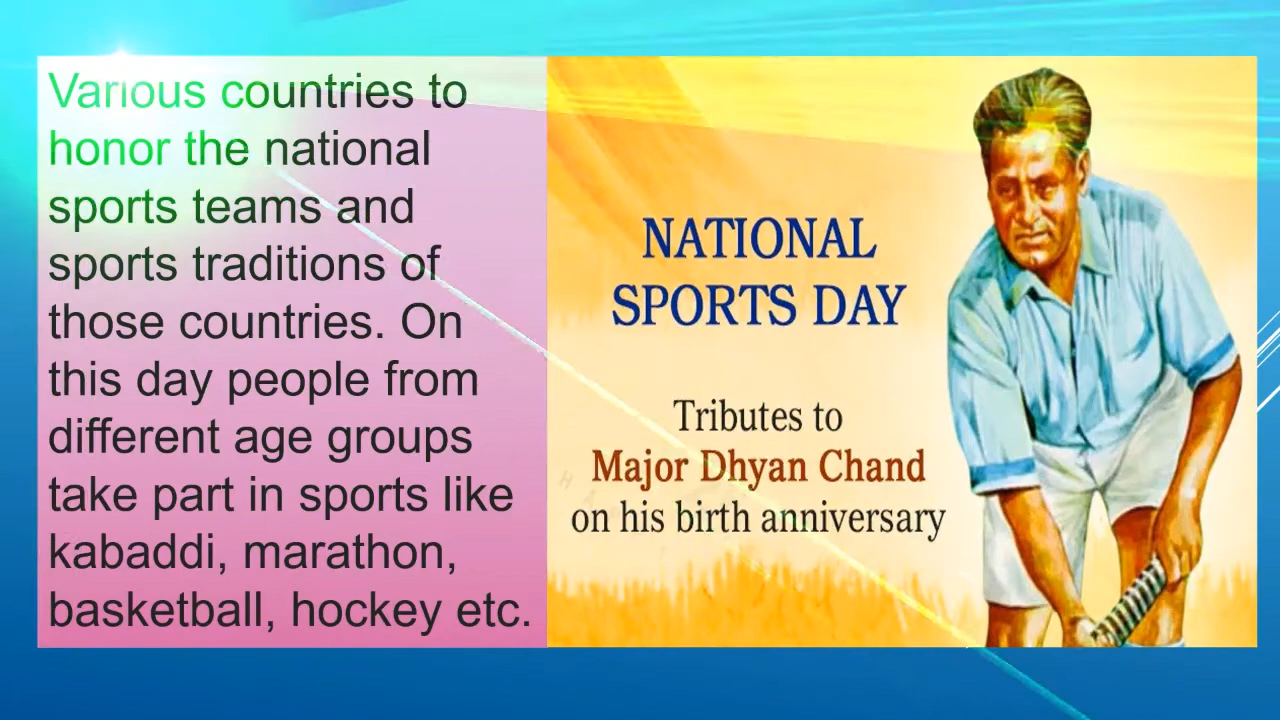 Various countries to
honor the national
sports teams and
sports traditions of
those countries. On
this day people from
different age groups
take part in sports like
kabaddi, marathon,
basketball, hockey etc.
NATIONAL
SPORTS DAY
Tributes to
Major Dhyan Chand
on his birth anniversary